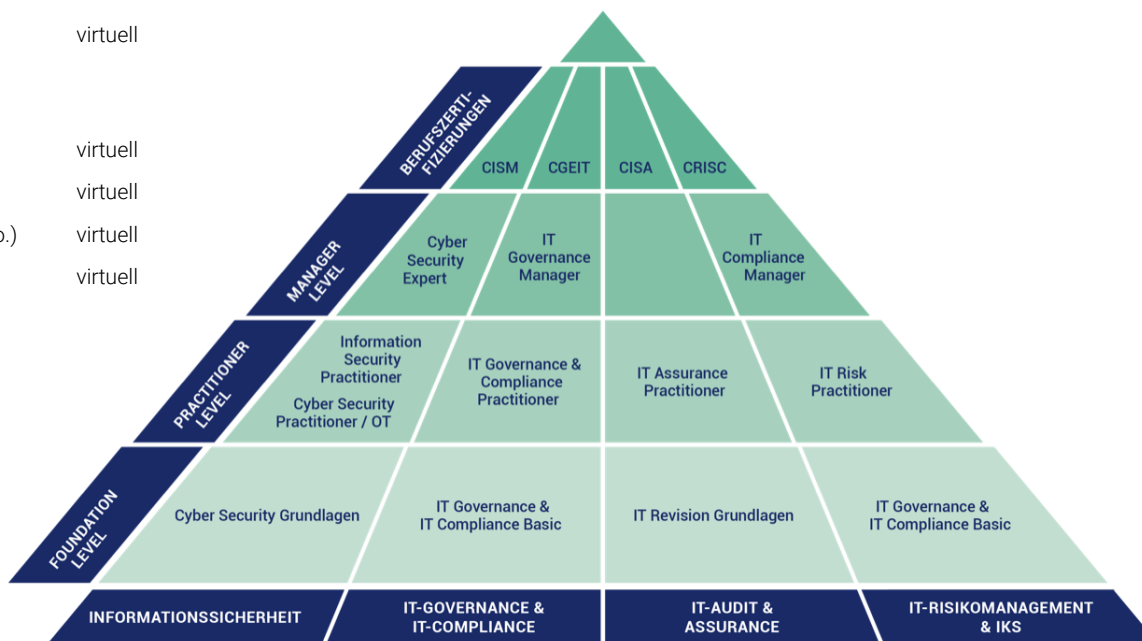 virtuell
virtuell
virtuell
o.) virtuell
virtuell
BERUFSZERTI-
FIZIERUNGEN
CISM
CGEIT
CISA
CRISC
MANAGER
LEVEL
Cyber
Security
Expert
IT
Governance
Manager
IT
Compliance
Manager
PRACTITIONER
LEVEL
Information
Security
Practitioner
Cyber Security
Practitioner / OT
IT Governance &
Compliance
Practitioner
IT Assurance
Practitioner
IT Risk
Practitioner
FOUNDATION
LEVEL
Cyber Security Grundlagen
IT Governance &
IT Compliance Basic
IT Revision Grundlagen
IT Governance &
IT Compliance Basic
INFORMATIONSSICHERHEIT
IT-GOVERNANCE &
IT-COMPLIANCE
IT-AUDIT &
ASSURANCE
IT-RISIKOMANAGEMENT
& IKS